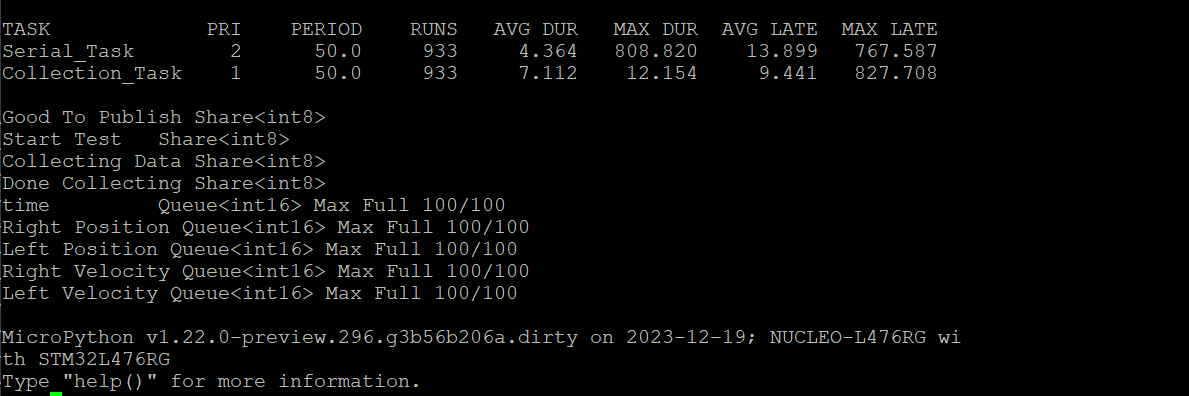 TASK             PRI    PERIOD    RUNS   AVG DUR   MAX DUR  AVG LATE  MAX LATE
Serial_Task        2      50.0     933     4.364   808.820    13.899   767.587
Collection_Task    1      50.0     933     7.112    12.154     9.441   827.708
Good To Publish Share<int8>
Start Test   Share<int8>
Collecting Data Share<int8>
Done Collecting Share<int8>
time         Queue<int16> Max Full 100/100
Right Position Queue<int16> Max Full 100/100
Left Position Queue<int16> Max Full 100/100
Right Velocity Queue<int16> Max Full 100/100
Left Velocity Queue<int16> Max Full 100/100
MicroPython v1.22.0-preview.296.g3b56b206a.dirty on 2023-12-19; NUCLEO-L476RG wi
th STM32L476RG
Type "help()" for more information.